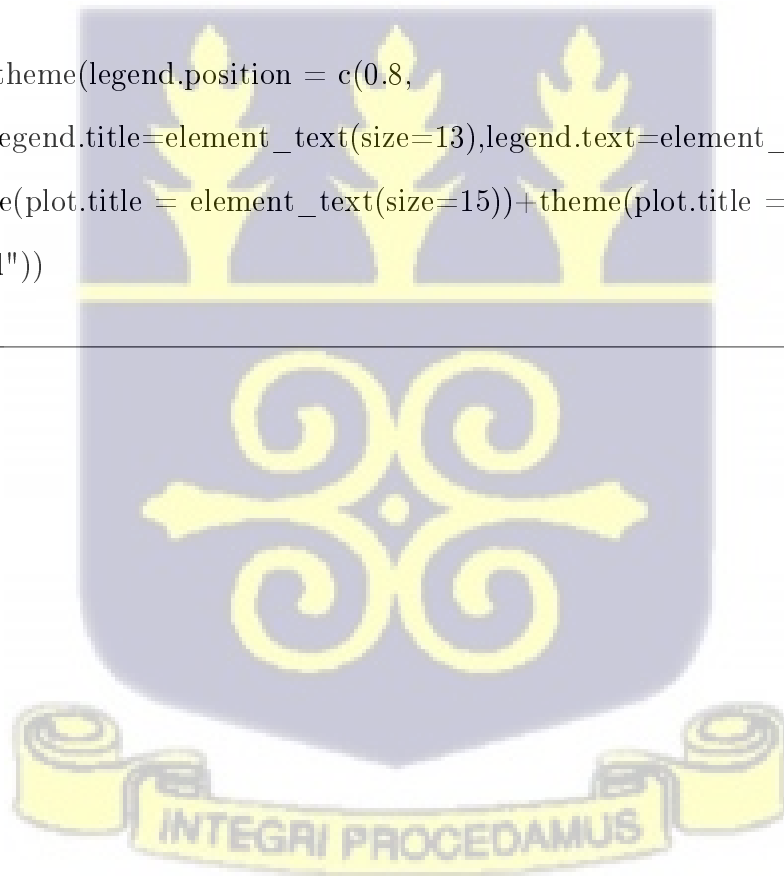 theme(legend.position = c(0.8,
egend.title=element_text(size=13),legend.text=element_
e(plot.title = element_text(size=15))+theme(plot.title =
"))
INTEGRI PROCEDAMUS